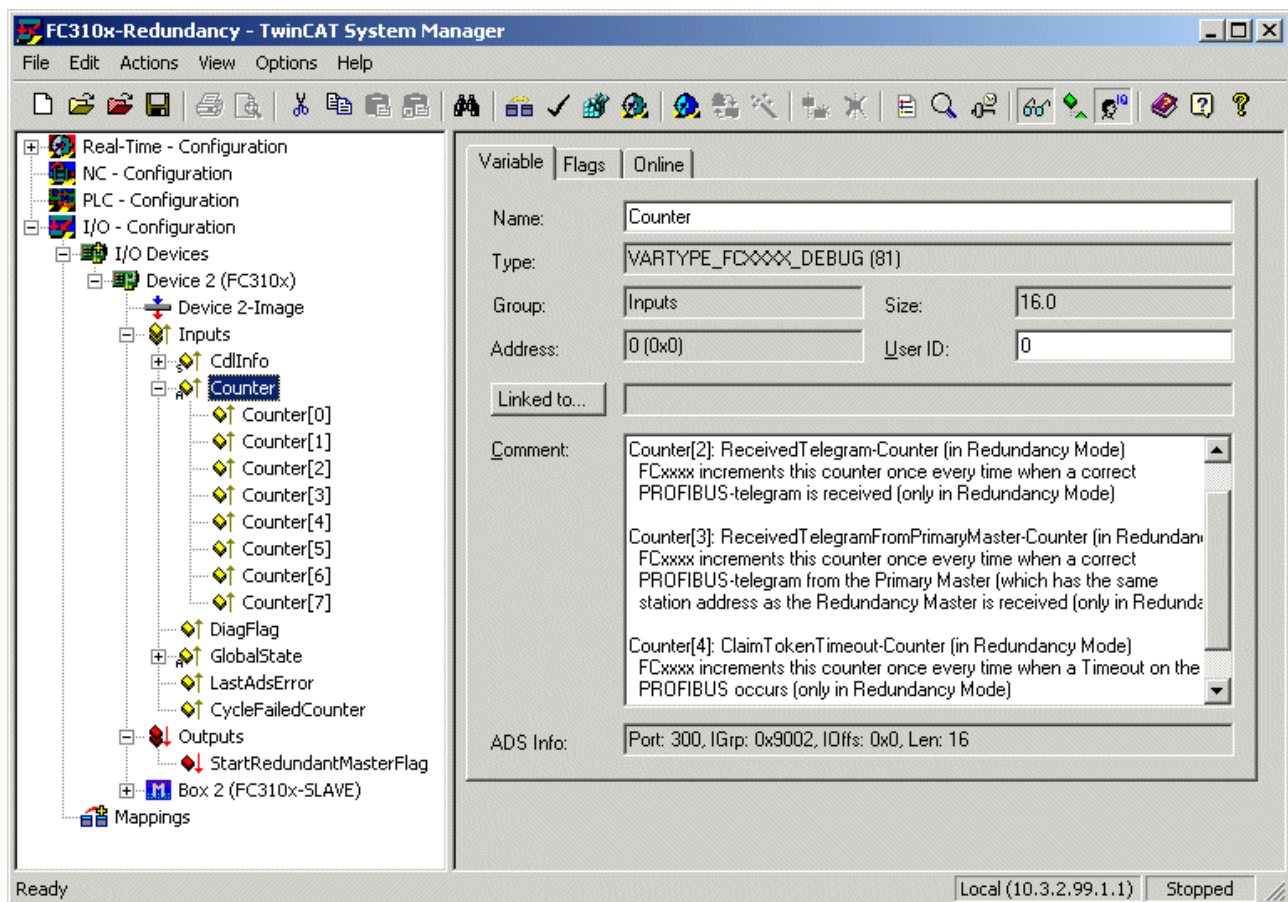 FC310x-Redundancy - TwinCAT System Manager
File Edit Actions View Options Help
Real-Time - Configuration
NC - Configuration
PLC - Configuration
I/O - Configuration
I/O Devices
Device 2 (FC310x)
Device 2-Image
Inputs
CdlInfo
Counter
Counter[0]
Counter[1]
Counter[2]
Counter[3]
Counter[4]
Counter[5]
Counter[6]
Counter[7]
DiagFlag
GlobalState
LastAdsError
CycleFailedCounter
Outputs
StartRedundantMasterFlag
Box 2 (FC310x-SLAVE)
Mappings
Variable Flags Online
Name: Counter
Type: VARTYPE_FCXXXX_DEBUG (81)
Group: Inputs Size: 16.0
Address: 0 (0x0) User ID: 0
Linked to...
Comment: Counter[2]: ReceivedTelegram-Counter (in Redundancy Mode)
FCxxxx increments this counter once every time when a correct
PROFIBUS-telegram is received (only in Redundancy Mode)
Counter[3]: ReceivedTelegramFromPrimaryMaster-Counter (in Redundan
FCxxxx increments this counter once every time when a correct
PROFIBUS-telegram from the Primary Master (which has the same
station address as the Redundancy Master is received (only in Redunda
Counter[4]: ClaimTokenTimeout-Counter (in Redundancy Mode)
FCxxxx increments this counter once every time when a Timeout on the
PROFIBUS occurs (only in Redundancy Mode)
ADS Info: Port: 300, IGrp: 0x9002, IOffs: 0x0, Len: 16
Ready Local (10.3.2.99.1.1) Stopped